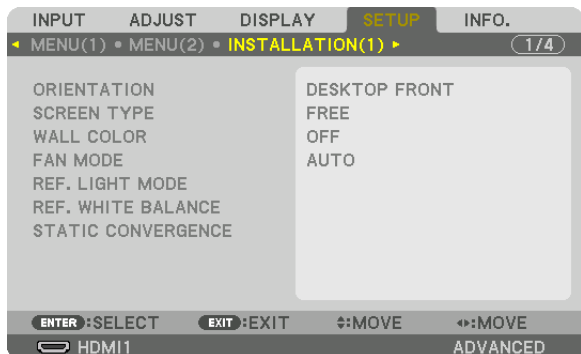 INPUT ADJUST DISPLAY SETUP INFO.
◂ MENU(1) • MENU(2) • INSTALLATION(1) ▸ 1/4
ORIENTATION DESKTOP FRONT
SCREEN TYPE FREE
WALL COLOR OFF
FAN MODE AUTO
REF. LIGHT MODE
REF. WHITE BALANCE
STATIC CONVERGENCE
ENTER:SELECT EXIT:EXIT ⬍:MOVE ⬌:MOVE
HDMI1 ADVANCED